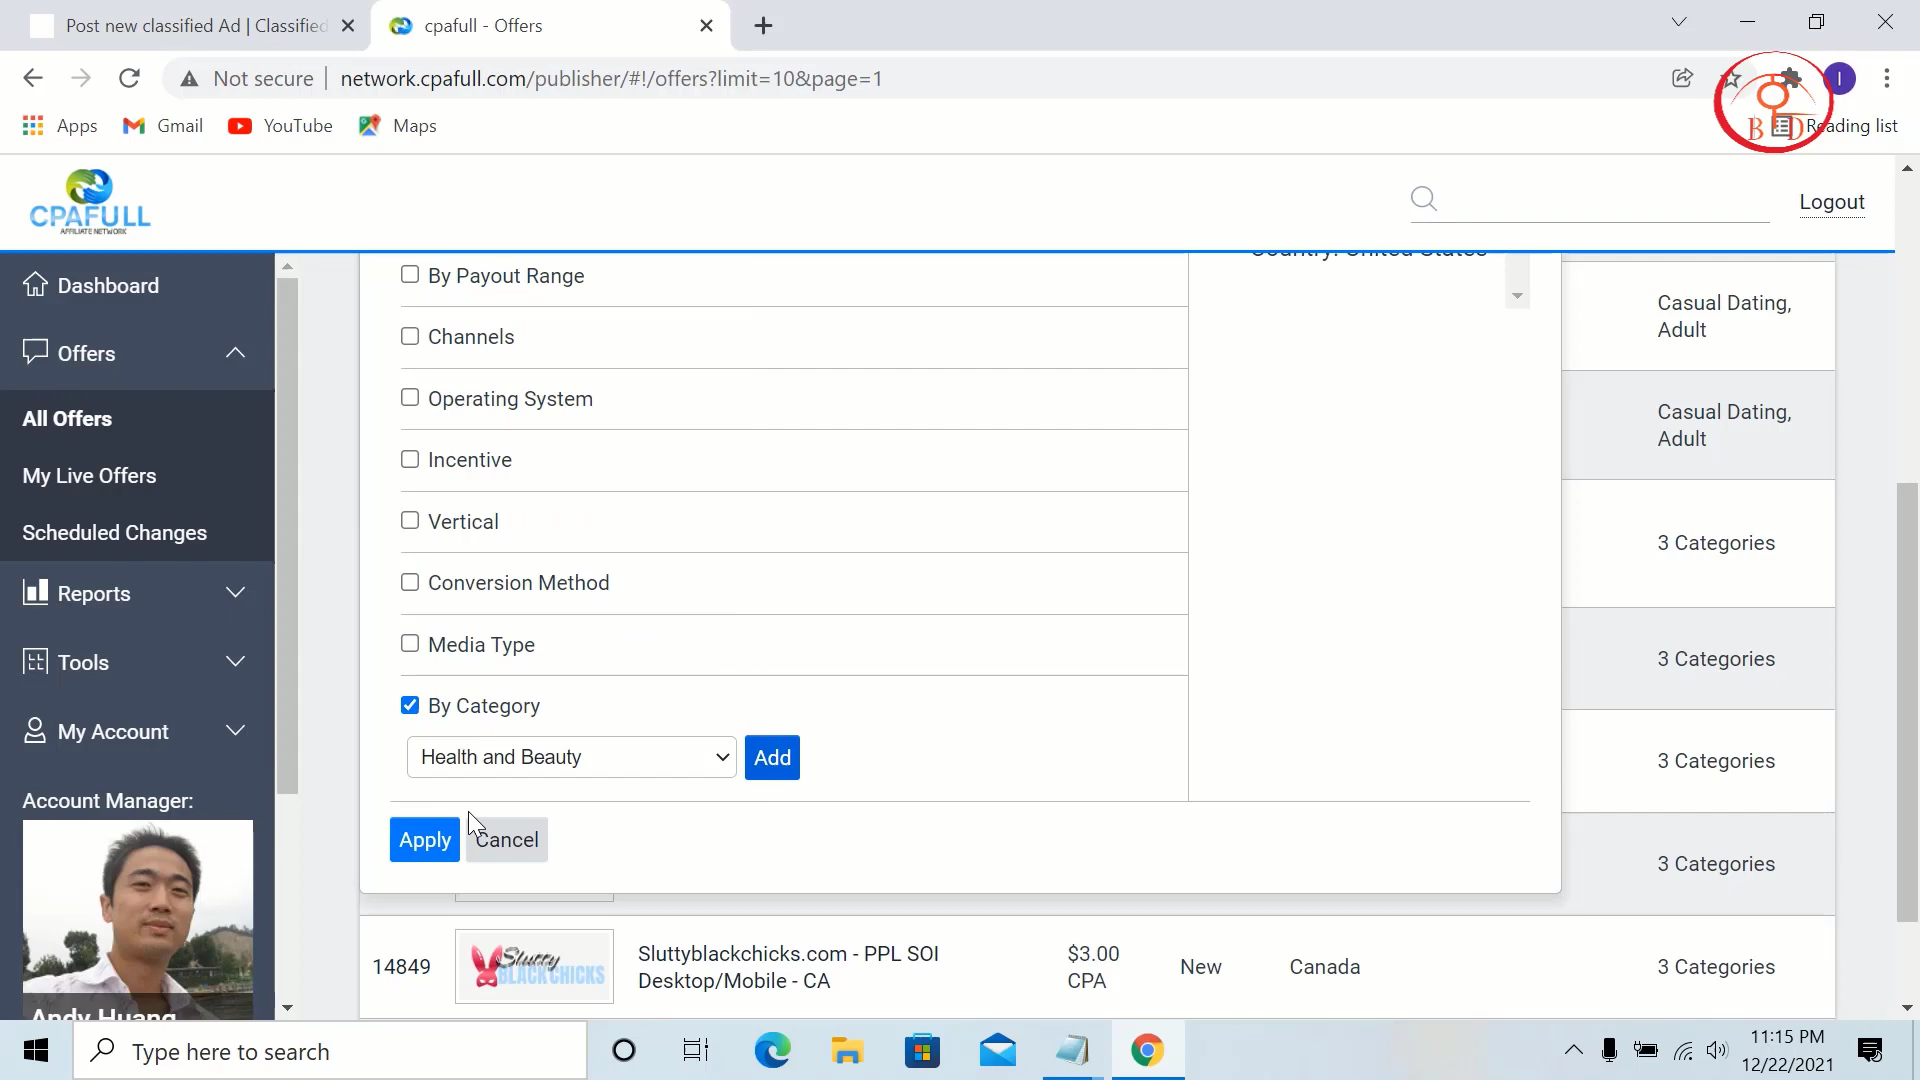 Post new classified Ad | Classified
cpafull - Offers
Not secure
network.cpafull.com/publisher/#!/offers?limit=10&page=1
Apps
Gmail
YouTube
Maps
B D
Reading list
CPAFULL
AFFILIATE NETWORK
Logout
Dashboard
Offers
All Offers
My Live Offers
Scheduled Changes
Reports
Tools
My Account
Account Manager:
Andy Huang
By Payout Range
Channels
Operating System
Incentive
Vertical
Conversion Method
Media Type
By Category
Health and Beauty
Add
Apply
Cancel
Country: United States
Casual Dating,
Adult
Casual Dating,
Adult
3 Categories
3 Categories
3 Categories
3 Categories
14849
Slutty
BLACK CHICKS
Sluttyblackchicks.com - PPL SOI
Desktop/Mobile - CA
$3.00
CPA
New
Canada
3 Categories
Type here to search
11:15 PM
12/22/2021